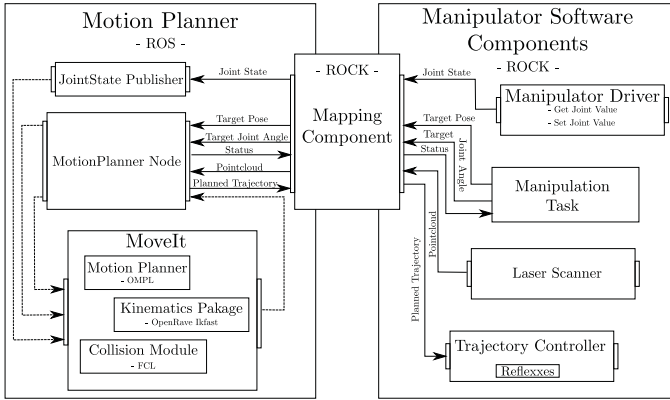 Motion Planner
- ROS -
JointState Publisher
MotionPlanner Node
MoveIt
Motion Planner
- OMPL
Kinematics Pakage
- OpenRave Ikfast
Collision Module
- FCL
Joint State
Target Pose
Target Joint Angle
Status
Pointcloud
Planned Trajectory
- ROCK -
Mapping
Component
Manipulator Software
Components
- ROCK -
Joint State
Target Pose
Target
Joint Angle
Status
Pointcloud
Planned Trajectory
Manipulator Driver
- Get Joint Value
- Set Joint Value
Manipulation
Task
Laser Scanner
Trajectory Controller
Reflexxes